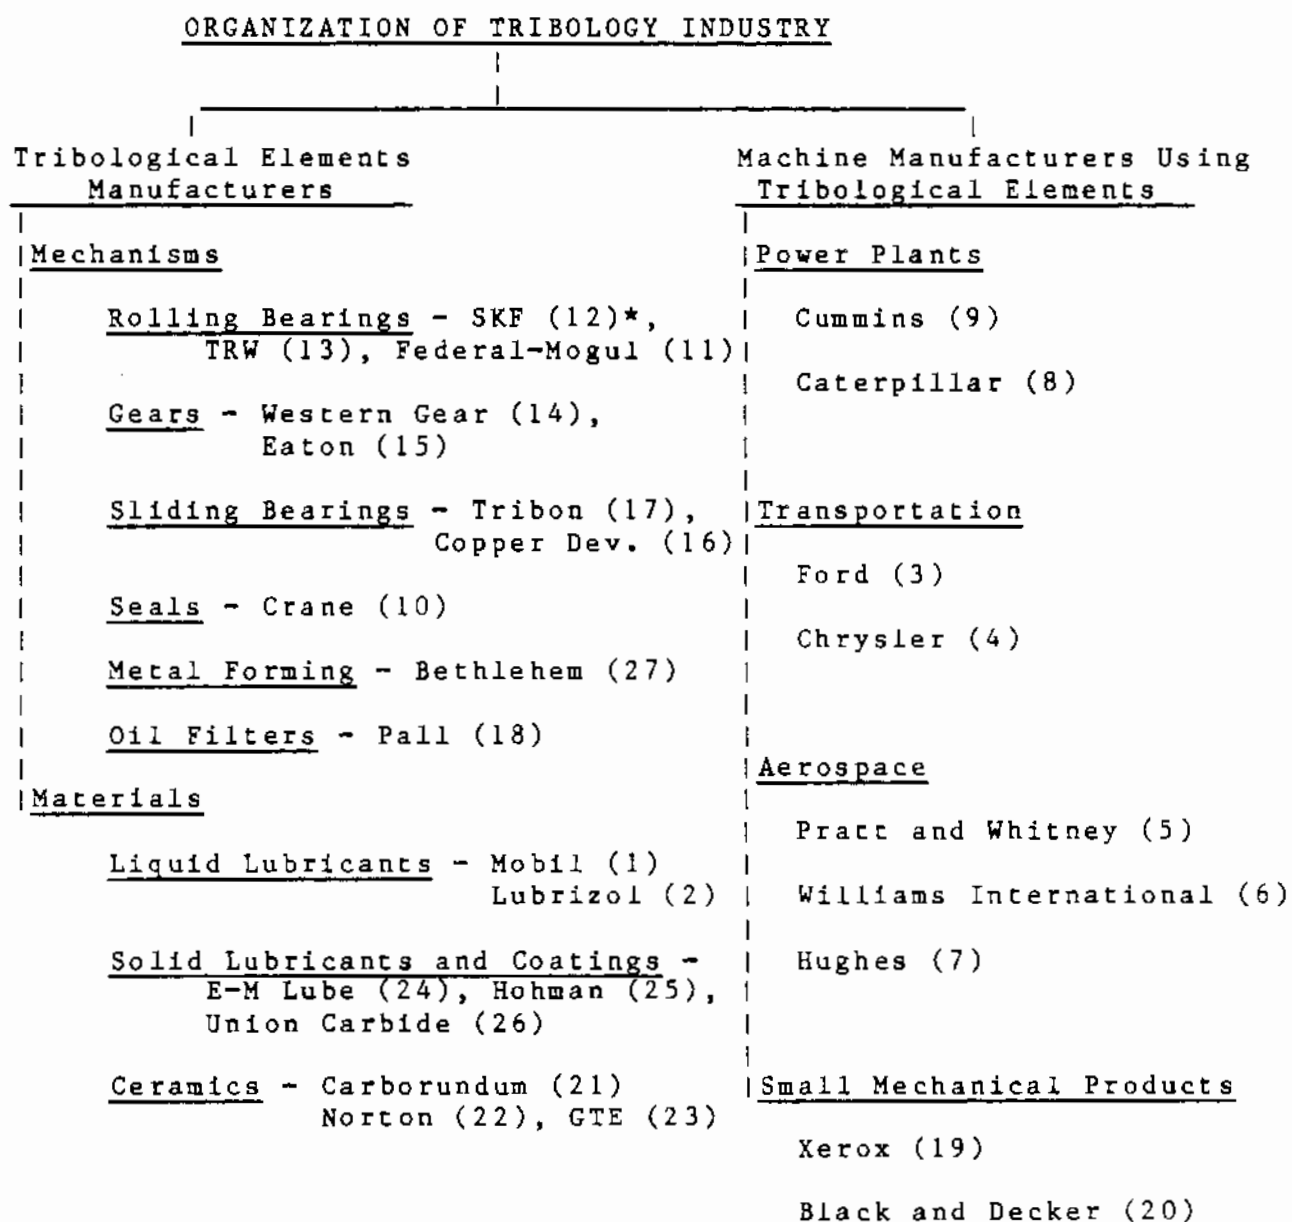 ORGANIZATION OF TRIBOLOGY INDUSTRY
Tribological Elements
Manufacturers
Mechanisms
Rolling Bearings - SKF (12)*,
TRW (13), Federal-Mogul (11)
Gears - Western Gear (14),
Eaton (15)
Sliding Bearings - Tribon (17),
Copper Dev. (16)
Seals - Crane (10)
Metal Forming - Bethlehem (27)
Oil Filters - Pall (18)
Materials
Liquid Lubricants - Mobil (1)
Lubrizol (2)
Solid Lubricants and Coatings -
E-M Lube (24), Hohman (25),
Union Carbide (26)
Ceramics - Carborundum (21)
Norton (22), GTE (23)
Machine Manufacturers Using
Tribological Elements
Power Plants
Cummins (9)
Caterpillar (8)
Transportation
Ford (3)
Chrysler (4)
Aerospace
Pratt and Whitney (5)
Williams International (6)
Hughes (7)
Small Mechanical Products
Xerox (19)
Black and Decker (20)